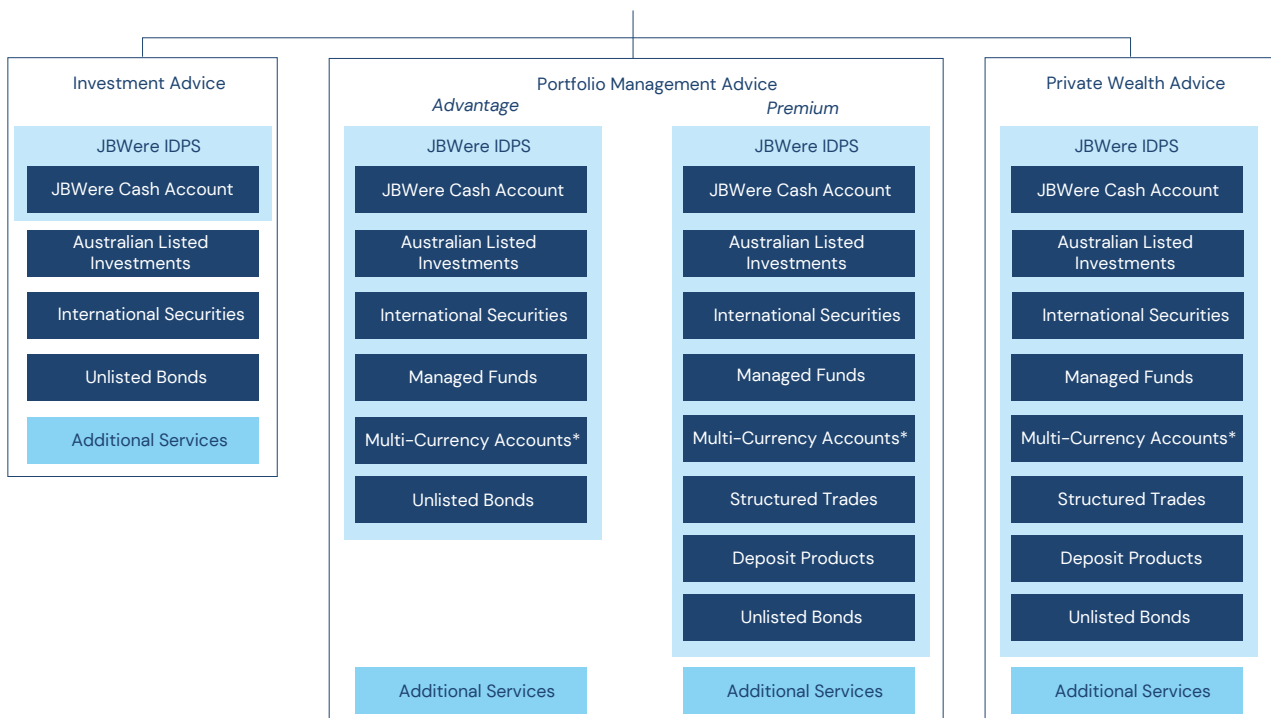 Investment Advice
JBWere IDPS
JBWere Cash Account
Australian Listed
Investments
International Securities
Unlisted Bonds
Additional Services
Portfolio Management Advice
Advantage
JBWere IDPS
JBWere Cash Account
Australian Listed
Investments
International Securities
Managed Funds
Multi-Currency Accounts*
Unlisted Bonds
Additional Services
Premium
JBWere IDPS
JBWere Cash Account
Australian Listed
Investments
International Securities
Managed Funds
Multi-Currency Accounts*
Structured Trades
Deposit Products
Unlisted Bonds
Additional Services
Private Wealth Advice
JBWere IDPS
JBWere Cash Account
Australian Listed
Investments
International Securities
Managed Funds
Multi-Currency Accounts*
Structured Trades
Deposit Products
Unlisted Bonds
Additional Services